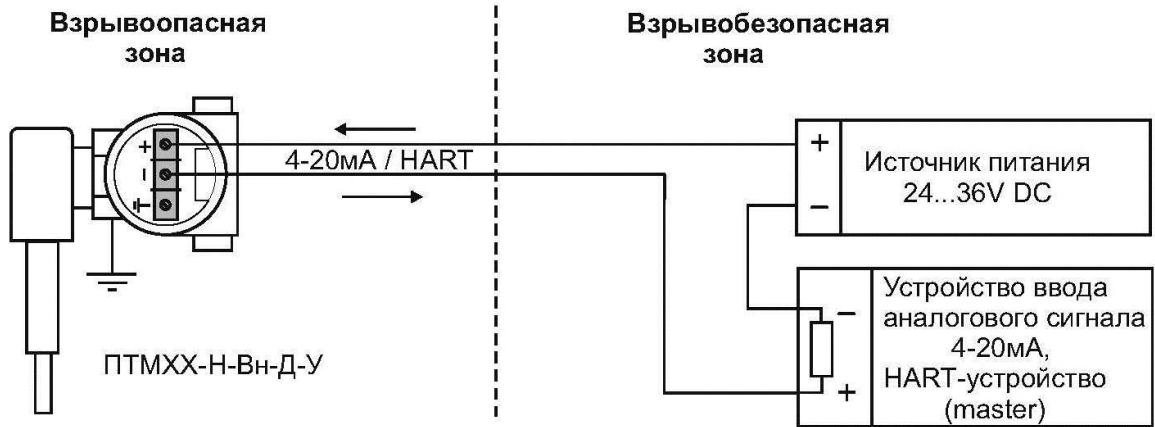 Взрывоопасная
зона
Взрывобезопасная
зона
+
4-20мА / HART
–
+
Источник питания
24...36V DC
–
Устройство ввода
– аналогового сигнала
4-20мА,
HART-устройство
+ (master)
ПТМХХ-Н-Вн-Д-У